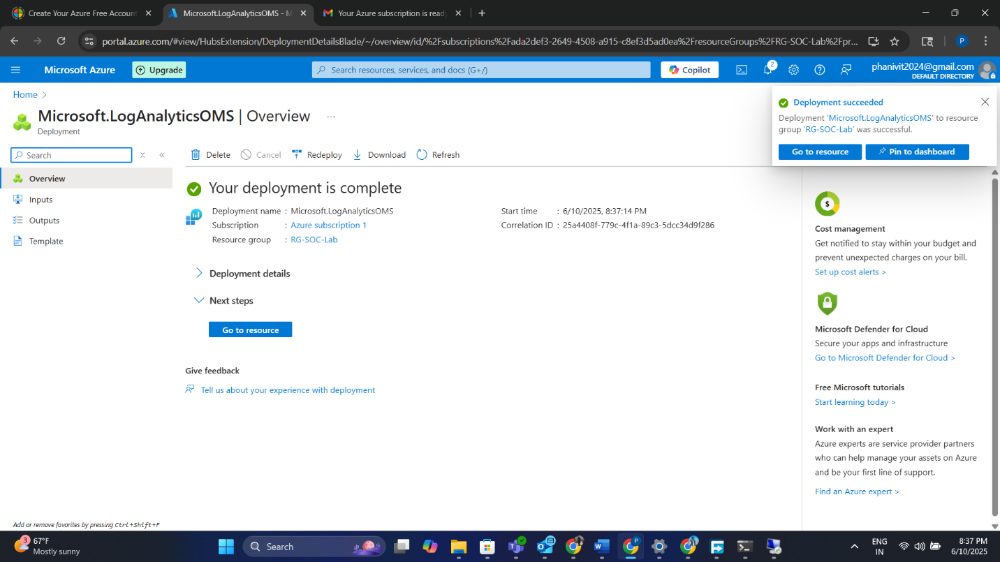 Create Your Azure Free Account
Microsoft.LogAnalyticsOMS - M
Your Azure subscription is ready
portal.azure.com/#view/HubsExtension/DeploymentDetailsBlade/~/overview/id/%2Fsubscriptions%2Fada2def3-2649-4508-a915-c8ef3d5ad0ea%2FresourceGroups%2FRG-SOC-Lab%2Fpr...
P
Microsoft Azure
Upgrade
Search resources, services, and docs (G+/)
Copilot
2
phanivit2024@gmail.com
DEFAULT DIRECTORY
Home
Microsoft.LogAnalyticsOMS | Overview
...
Deployment
Deployment succeeded
Deployment 'Microsoft.LogAnalyticsOMS' to resource
group 'RG-SOC-Lab' was successful.
Go to resource
Pin to dashboard
Search
Overview
Inputs
Outputs
Template
Delete
Cancel
Redeploy
Download
Refresh
Your deployment is complete
Deployment name : Microsoft.LogAnalyticsOMS
Subscription : Azure subscription 1
Resource group : RG-SOC-Lab
Start time : 6/10/2025, 8:37:14 PM
Correlation ID : 25a4408f-779c-4f1a-89c3-5dcc34d9f286
Deployment details
Next steps
Go to resource
Give feedback
Tell us about your experience with deployment
$
Cost management
Get notified to stay within your budget and
prevent unexpected charges on your bill.
Set up cost alerts >
Microsoft Defender for Cloud
Secure your apps and infrastructure
Go to Microsoft Defender for Cloud >
Free Microsoft tutorials
Start learning today >
Work with an expert
Azure experts are service provider partners
who can help manage your assets on Azure
and be your first line of support.
Find an Azure expert >
Add or remove favorites by pressing Ctrl+Shift+F
3
67°F
Mostly sunny
Search
P
ENG
IN
8:37 PM
6/10/2025